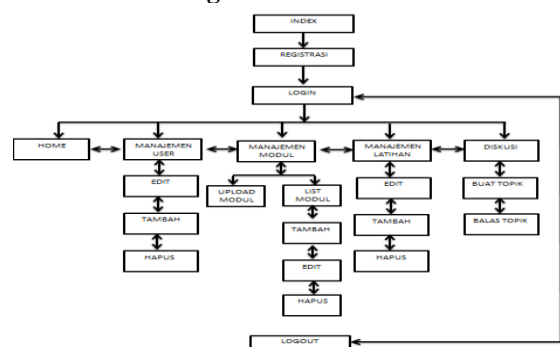 INDEX
REGISTRASI
LOGIN
HOME
MANAJEMEN
USER
MANAJEMEN
MODUL
MANAJEMEN
LATIHAN
DISKUSI
EDIT
UPLOAD
MODUL
LIST
MODUL
EDIT
BUAT TOPIK
TAMBAH
TAMBAH
TAMBAH
BALAS TOPIK
HAPUS
EDIT
HAPUS
HAPUS
LOGOUT